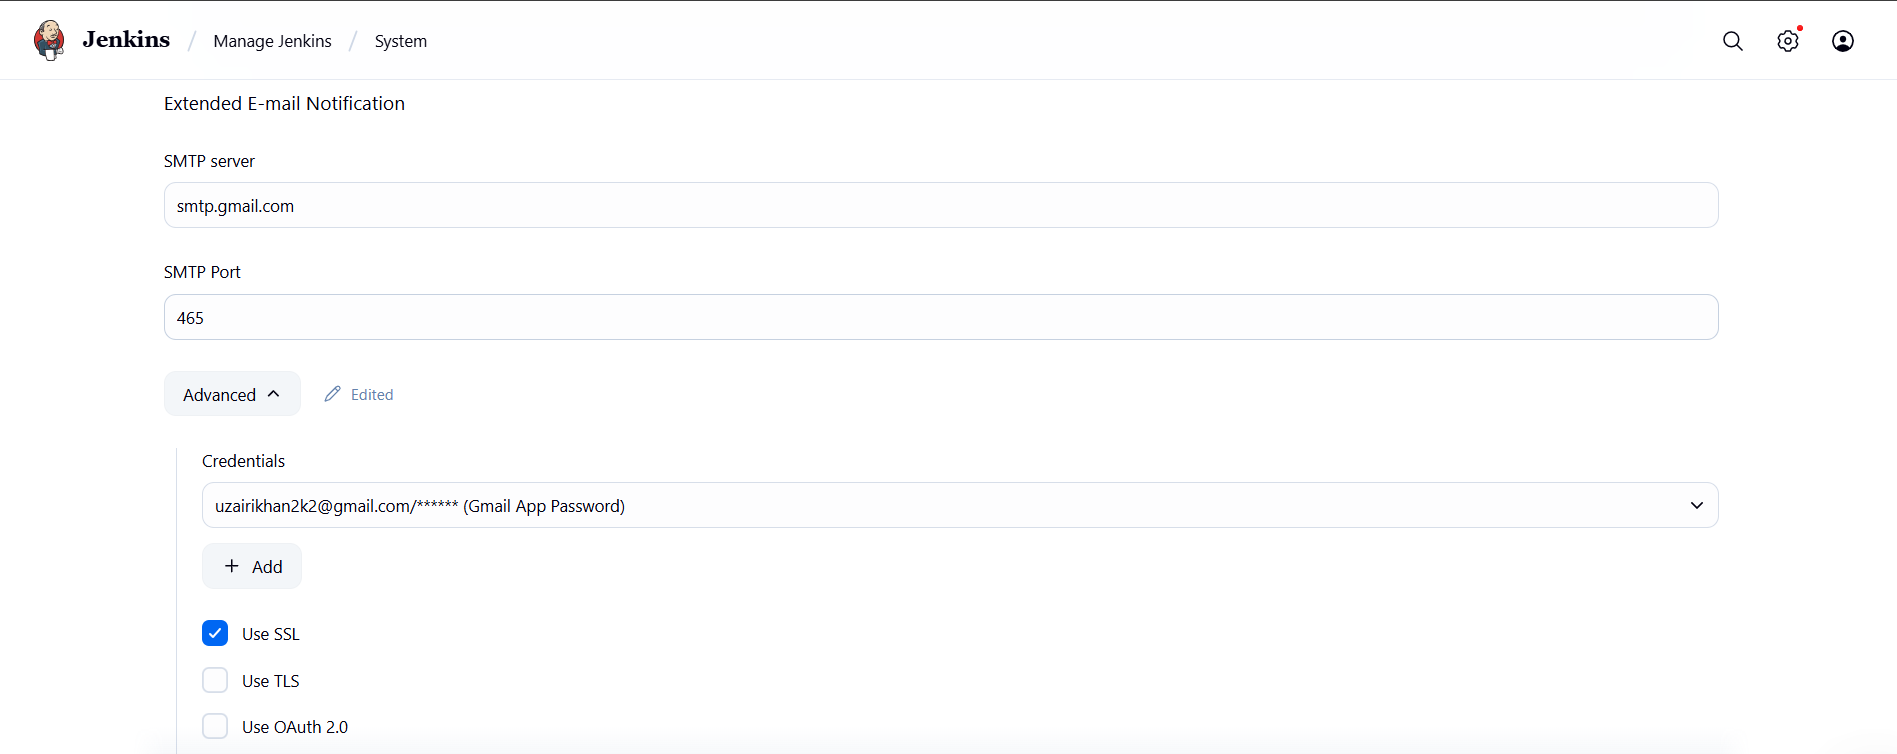 Jenkins / Manage Jenkins / System
Extended E-mail Notification
SMTP server
smtp.gmail.com
SMTP Port
465
Advanced Edited
Credentials
uzairikhan2k2@gmail.com/****** (Gmail App Password)
+ Add
Use SSL
Use TLS
Use OAuth 2.0